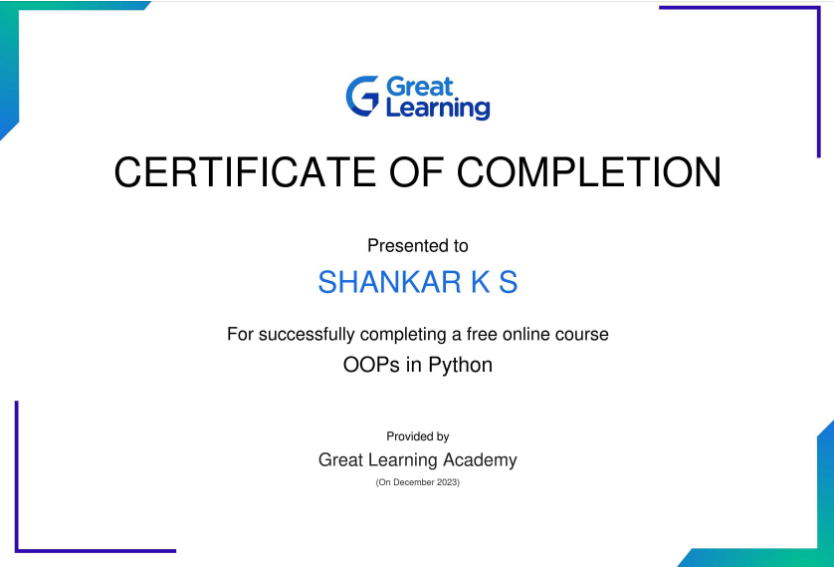 Great
Learning
CERTIFICATE OF COMPLETION
Presented to
SHANKAR K S
For successfully completing a free online course
OOPs in Python
Provided by
Great Learning Academy
(On December 2023)